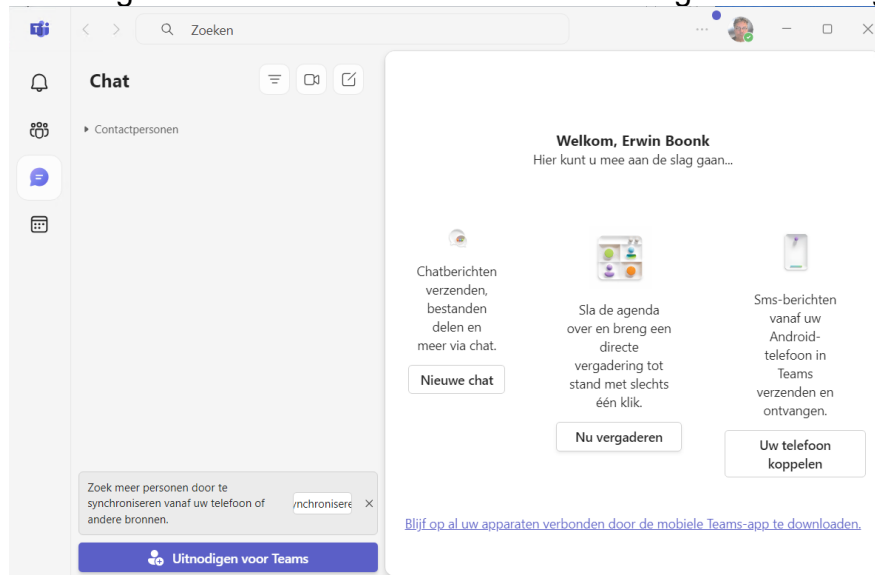 Zoeken
Chat
Contactpersonen
Welkom, Erwin Boonk
Hier kunt u mee aan de slag gaan...
Chatberichten
verzenden,
bestanden
delen en
meer via chat.
Nieuwe chat
Sla de agenda
over en breng een
directe
vergadering tot
stand met slechts
één klik.
Nu vergaderen
Sms-berichten
vanaf uw
Android-
telefoon in
Teams
verzenden en
ontvangen.
Uw telefoon
koppelen
Zoek meer personen door te
synchroniseren vanaf uw telefoon of
andere bronnen.
Uitnodigen voor Teams
Blijf op al uw apparaten verbonden door de mobiele Teams-app te downloaden.